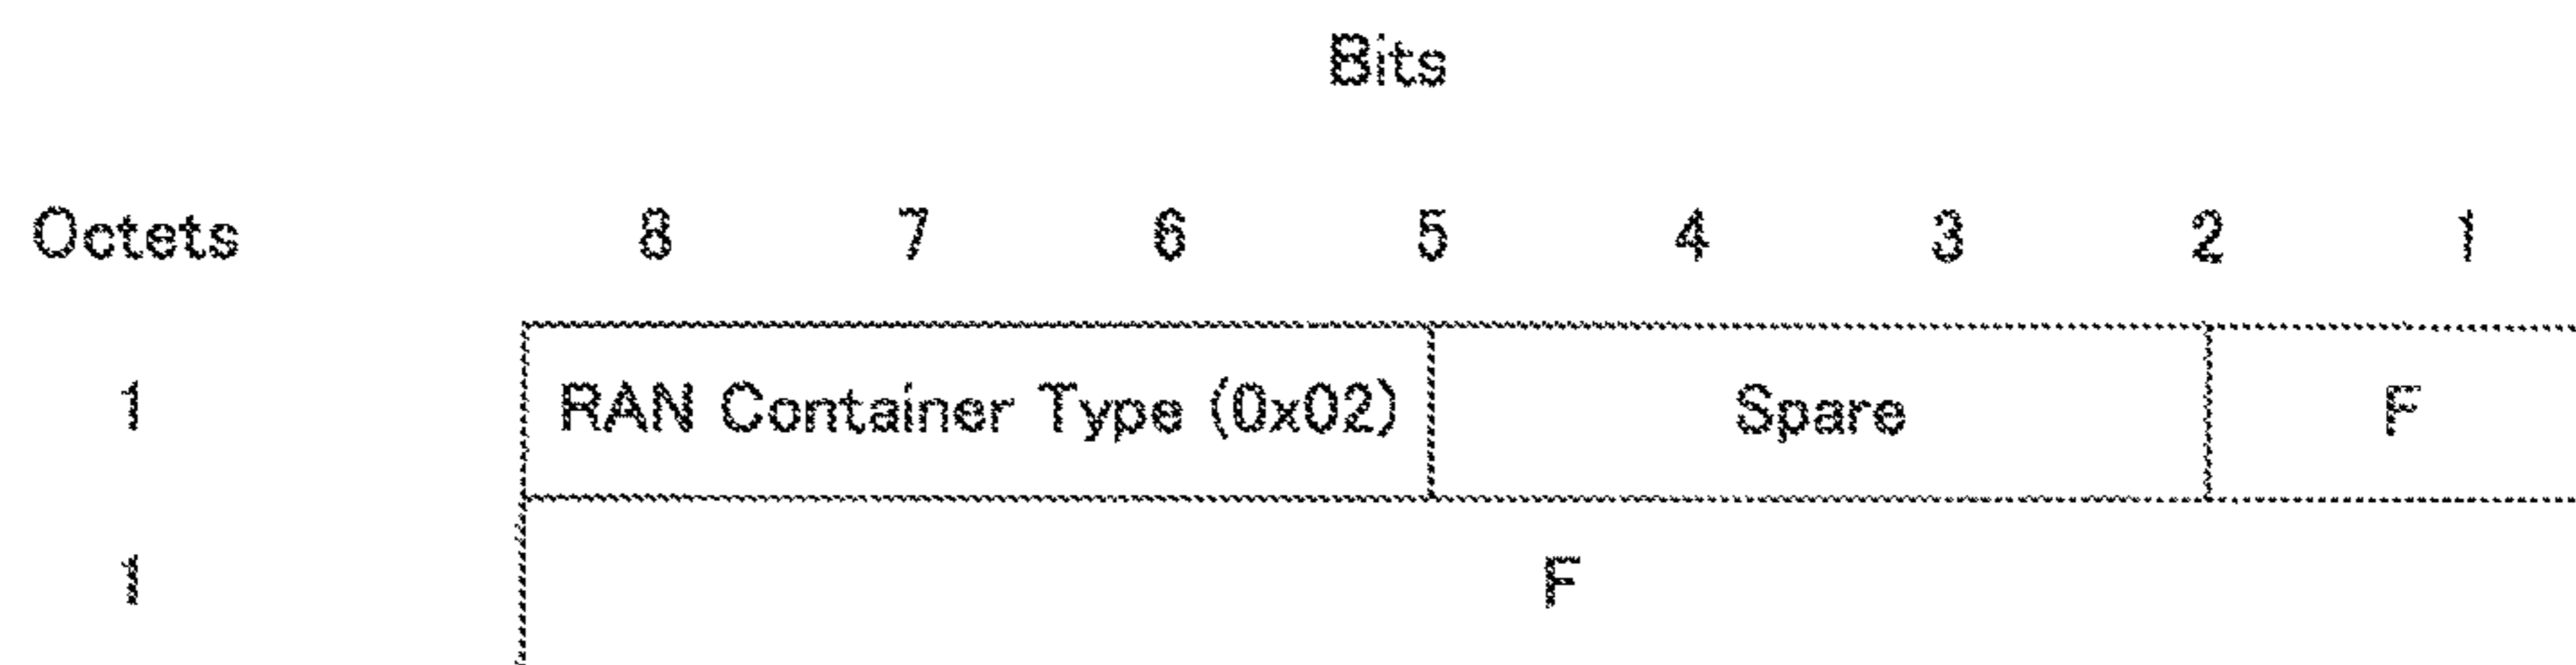 Bits
Octets 8 7 6 5 4 3 2 1
1 RAN Container Type (0x02) Spare F
1 F